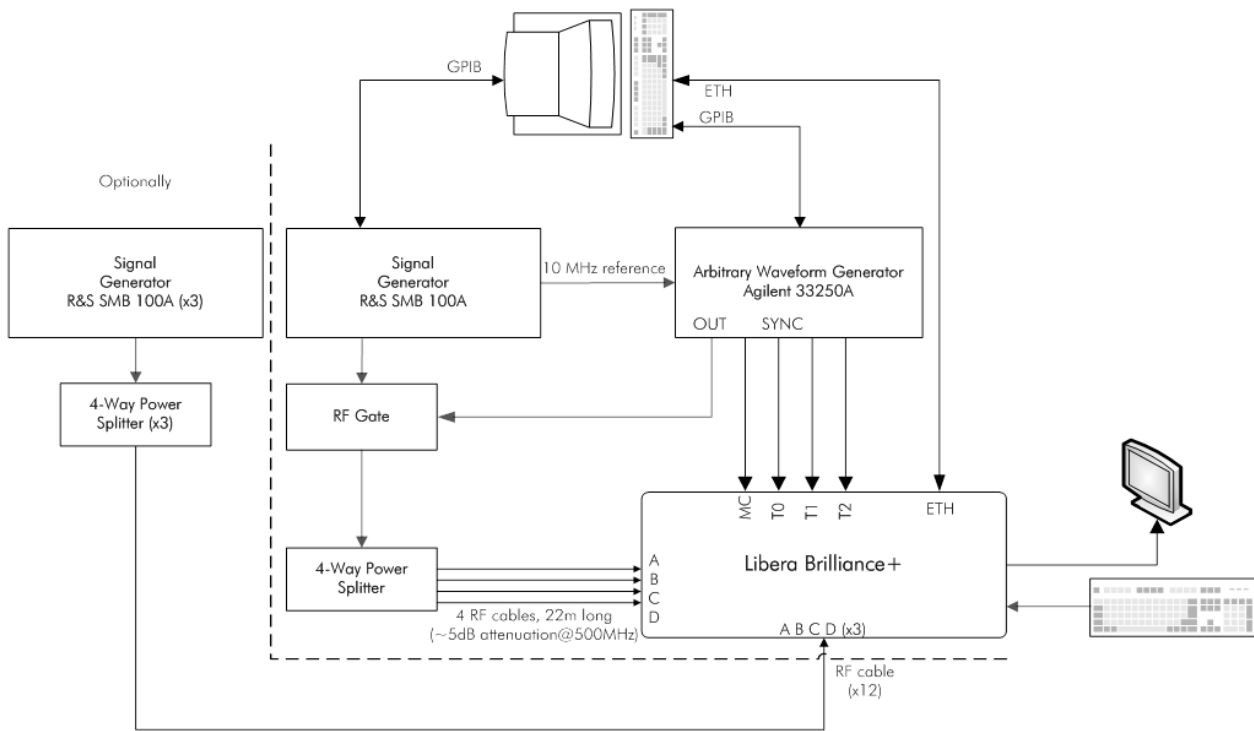 GPIB
ETH
GPIB
Optionally
Signal
Generator
R&S SMB 100A (x3)
Signal
Generator
R&S SMB 100A
10 MHz reference
Arbitrary Waveform Generator
Agilent 33250A
OUT
SYNC
4-Way Power
Splitter (x3)
RF Gate
MC
T0
T1
T2
ETH
Libera Brilliance+
4-Way Power
Splitter
A
B
C
D
4 RF cables, 22m long
(~5dB attenuation@500MHz)
A B C D (x3)
RF cable
(x12)